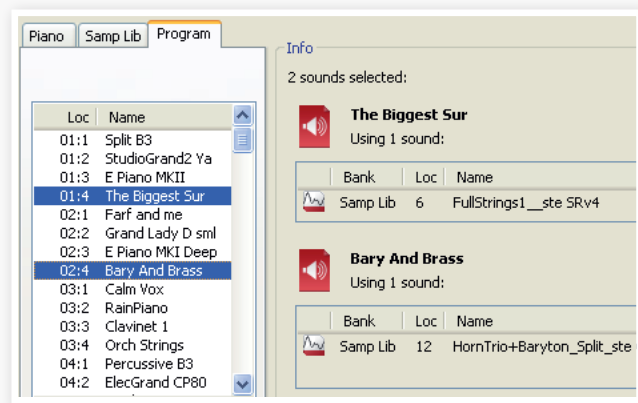 Piano Samp Lib Program
Loc Name
01:1 Split B3
01:2 StudioGrand2 Ya
01:3 E Piano MKII
01:4 The Biggest Sur
02:1 Farf and me
02:2 Grand Lady D sml
02:3 E Piano MKI Deep
02:4 Bary And Brass
03:1 Calm Vox
03:2 RainPiano
03:3 Clavinet 1
03:4 Orch Strings
04:1 Percussive B3
04:2 ElecGrand CP80
Info
2 sounds selected:
The Biggest Sur
Using 1 sound:
Bank Loc Name
Samp Lib 6 FullStrings1__ste SRv4
Bary And Brass
Using 1 sound:
Bank Loc Name
Samp Lib 12 HornTrio+Baryton_Split_ste